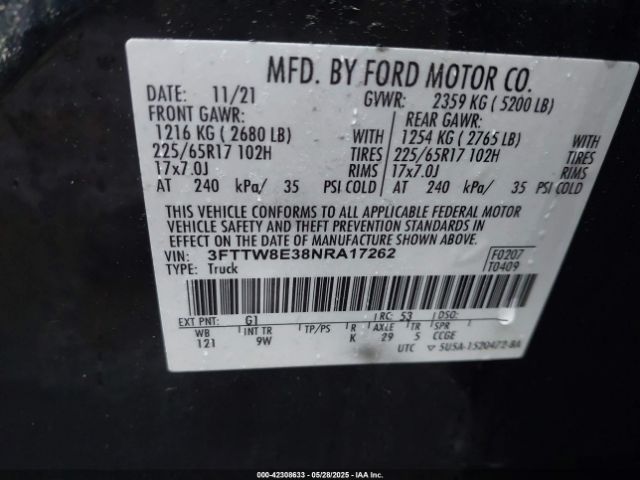 MFD. BY FORD MOTOR CO.
DATE: 11/21 GVWR: 2359 KG ( 5200 LB)
FRONT GAWR: REAR GAWR:
1216 KG ( 2680 LB) WITH 1254 KG ( 2765 LB) WITH
225/65R17 102H TIRES 225/65R17 102H TIRES
17x7.0J RIMS 17x7.0J RIMS
AT 240 kPa/ 35 PSI COLD AT 240 kPa/ 35 PSI COLD
THIS VEHICLE CONFORMS TO ALL APPLICABLE FEDERAL MOTOR
VEHICLE SAFETY, BUMPER, AND THEFT PREVENTION STANDARDS IN
EFFECT ON THE DATE OF MANUFACTURE SHOWN ABOVE.
VIN: 3FTTW8E38NRA17262 F0207
TYPE: Truck T0409
EXT PNT: G1 RC: 53 DSO:
WB INT TR TP/PS R AXLE TR SPR
121 9W K 29 5 CCGE
UTC ▽ 5U5A-1520472-BA
000-42308633 - 05/28/2025 - IAAI.COM